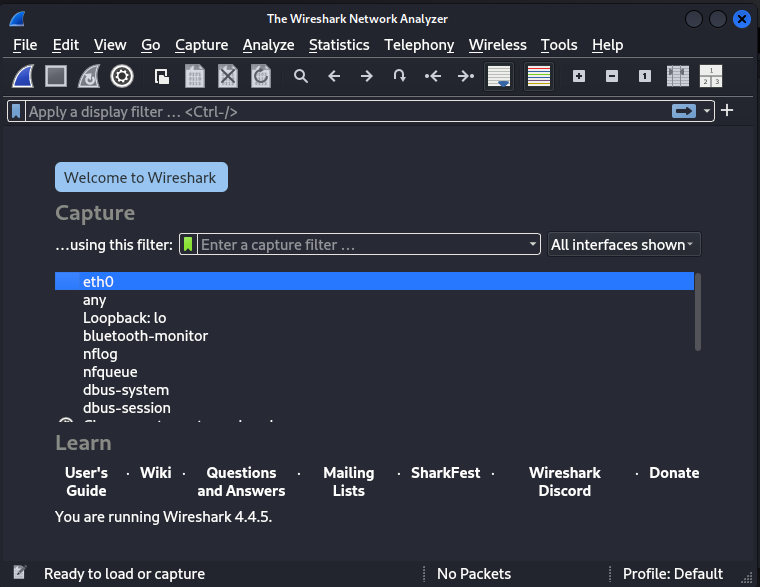 The Wireshark Network Analyzer
File Edit View Go Capture Analyze Statistics Telephony Wireless Tools Help
Apply a display filter … <Ctrl-/>
Welcome to Wireshark
Capture
…using this filter: Enter a capture filter … All interfaces shown
eth0
any
Loopback: lo
bluetooth-monitor
nflog
nfqueue
dbus-system
dbus-session
Learn
User's Guide · Wiki · Questions and Answers · Mailing Lists · SharkFest · Wireshark Discord · Donate
You are running Wireshark 4.4.5.
Ready to load or capture No Packets Profile: Default